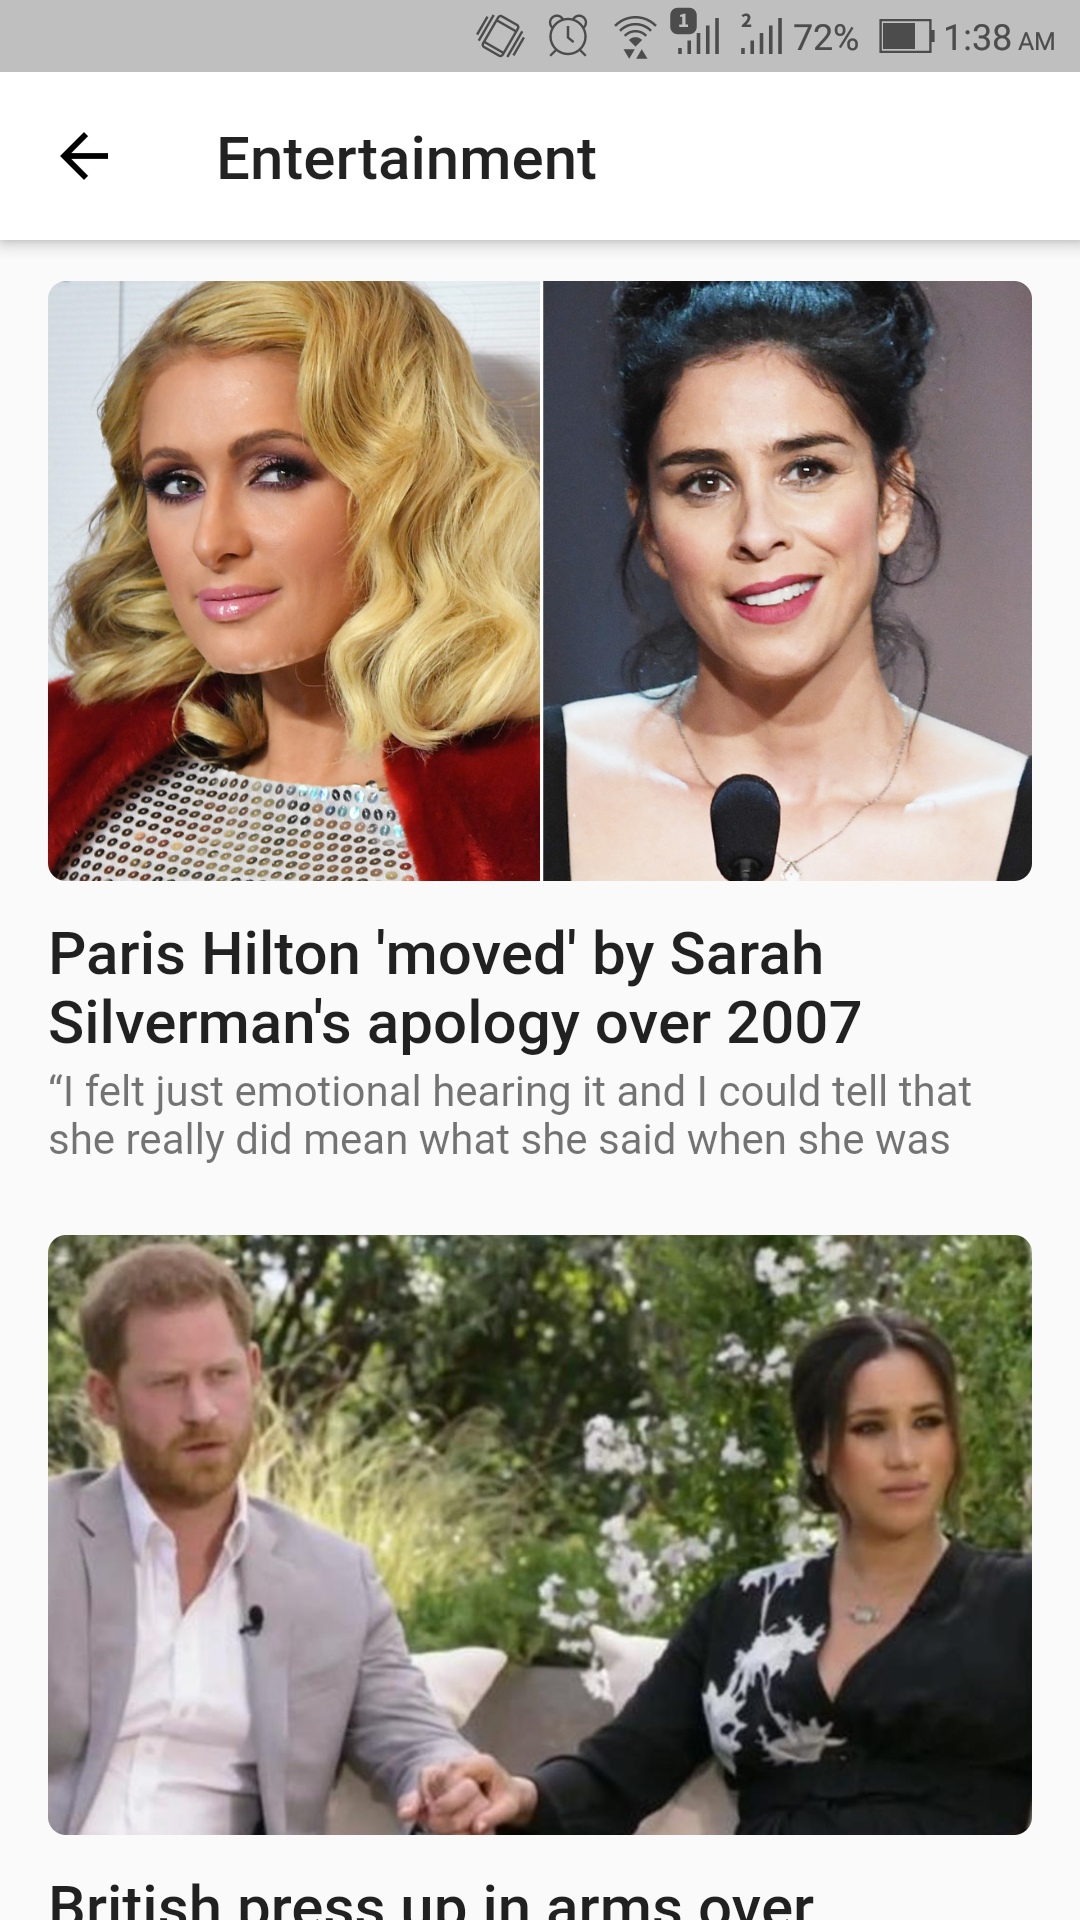 1 2 72% 1:38 AM
Entertainment
Paris Hilton 'moved' by Sarah
Silverman's apology over 2007
“I felt just emotional hearing it and I could tell that
she really did mean what she said when she was
British press up in arms over